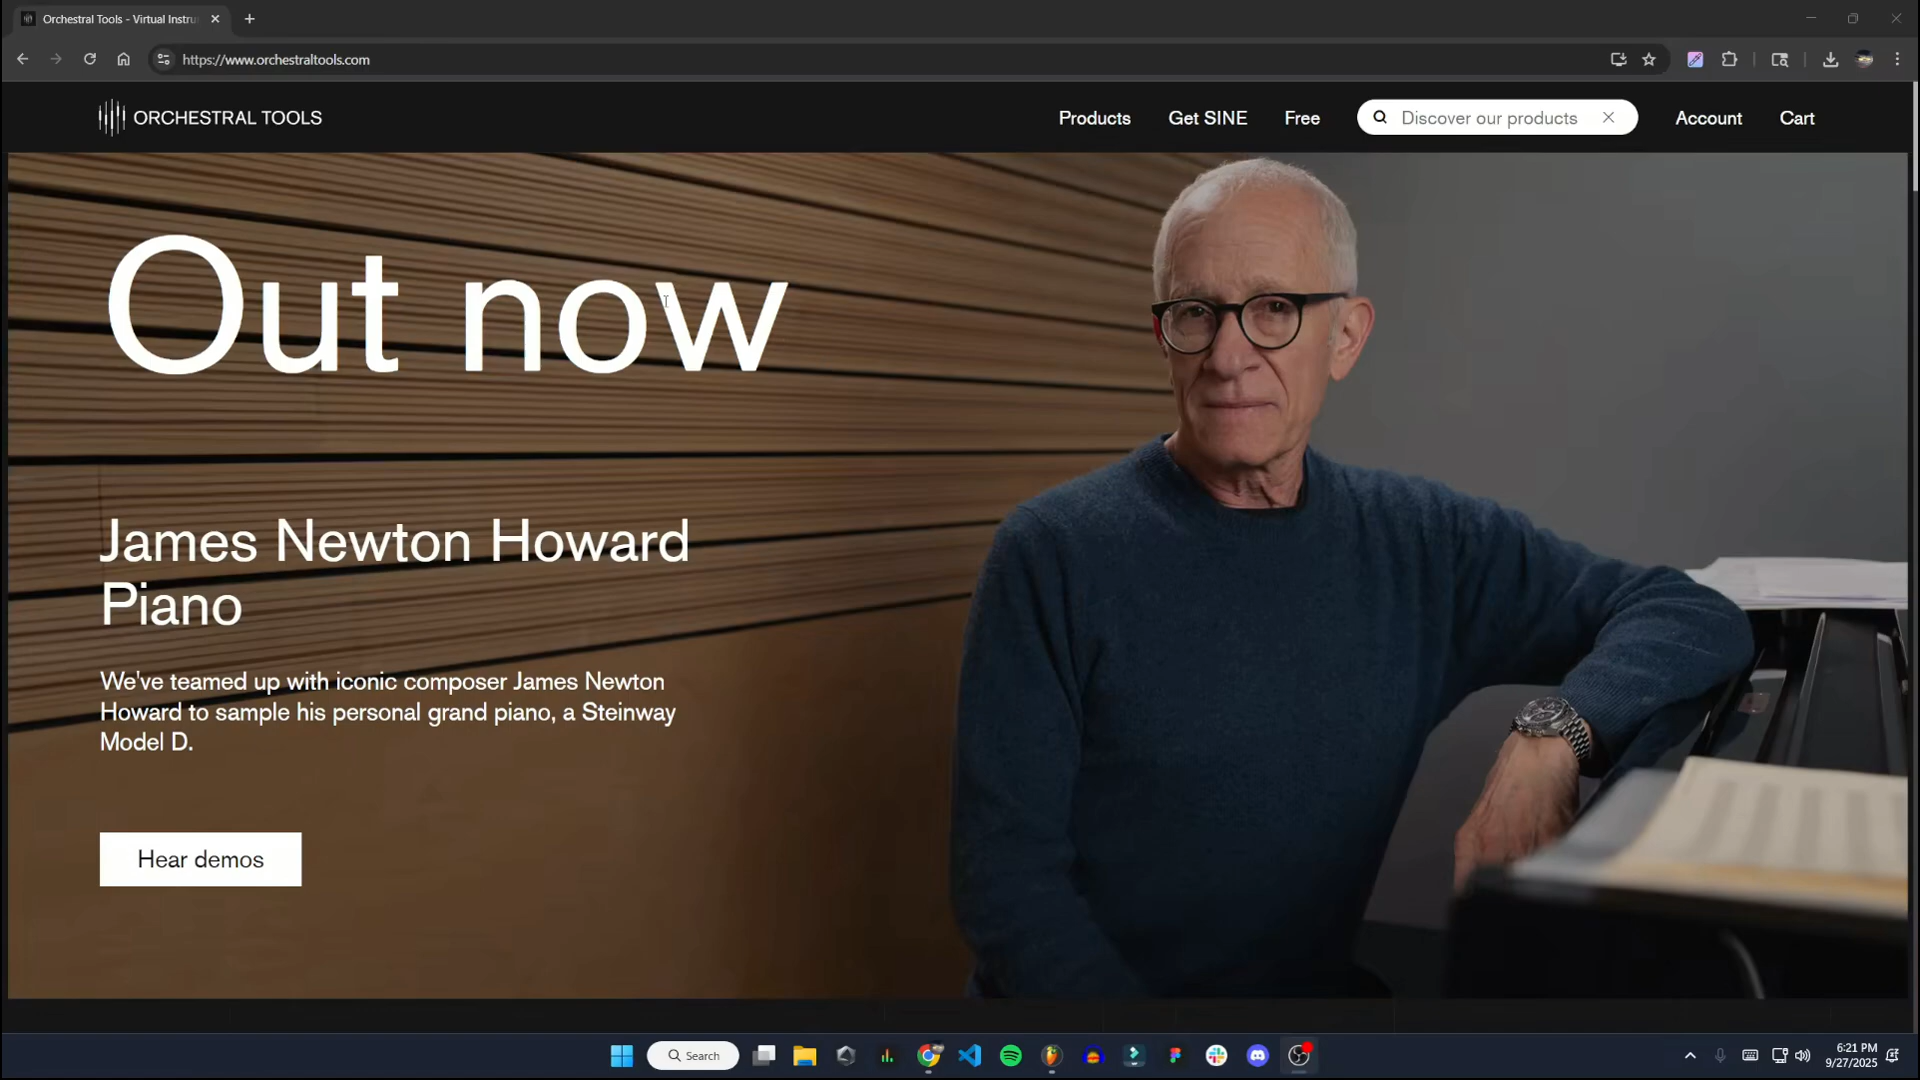 Orchestral Tools - Virtual Instru
https://www.orchestraltools.com
ORCHESTRAL TOOLS
Products
Get SINE
Free
Discover our products
Account
Cart
Out now
James Newton Howard
Piano
We've teamed up with iconic composer James Newton
Howard to sample his personal grand piano, a Steinway
Model D.
Hear demos
Search
6:21 PM
9/27/2025